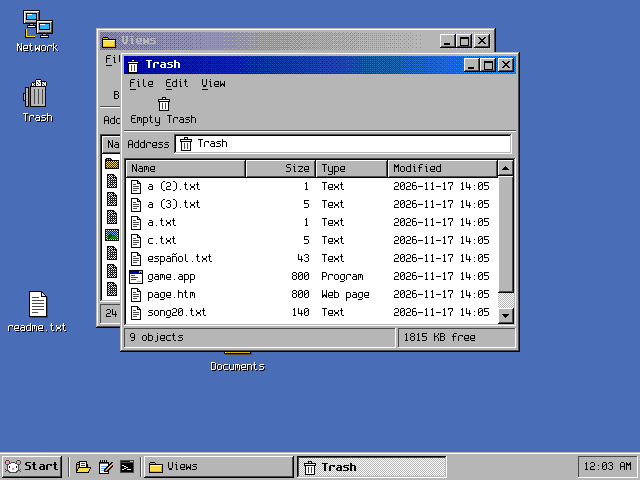 Network
Trash
readme.txt
Documents
Views
Fil
B
Add
Na
24
Trash
File Edit View
Empty Trash
Address Trash
Name Size Type Modified
a (2).txt 1 Text 2026-11-17 14:05
a (3).txt 5 Text 2026-11-17 14:05
a.txt 1 Text 2026-11-17 14:05
c.txt 5 Text 2026-11-17 14:05
español.txt 43 Text 2026-11-17 14:05
game.app 800 Program 2026-11-17 14:05
page.htm 800 Web page 2026-11-17 14:05
song20.txt 140 Text 2026-11-17 14:05
9 objects 1815 KB free
Start Views Trash 12:03 AM